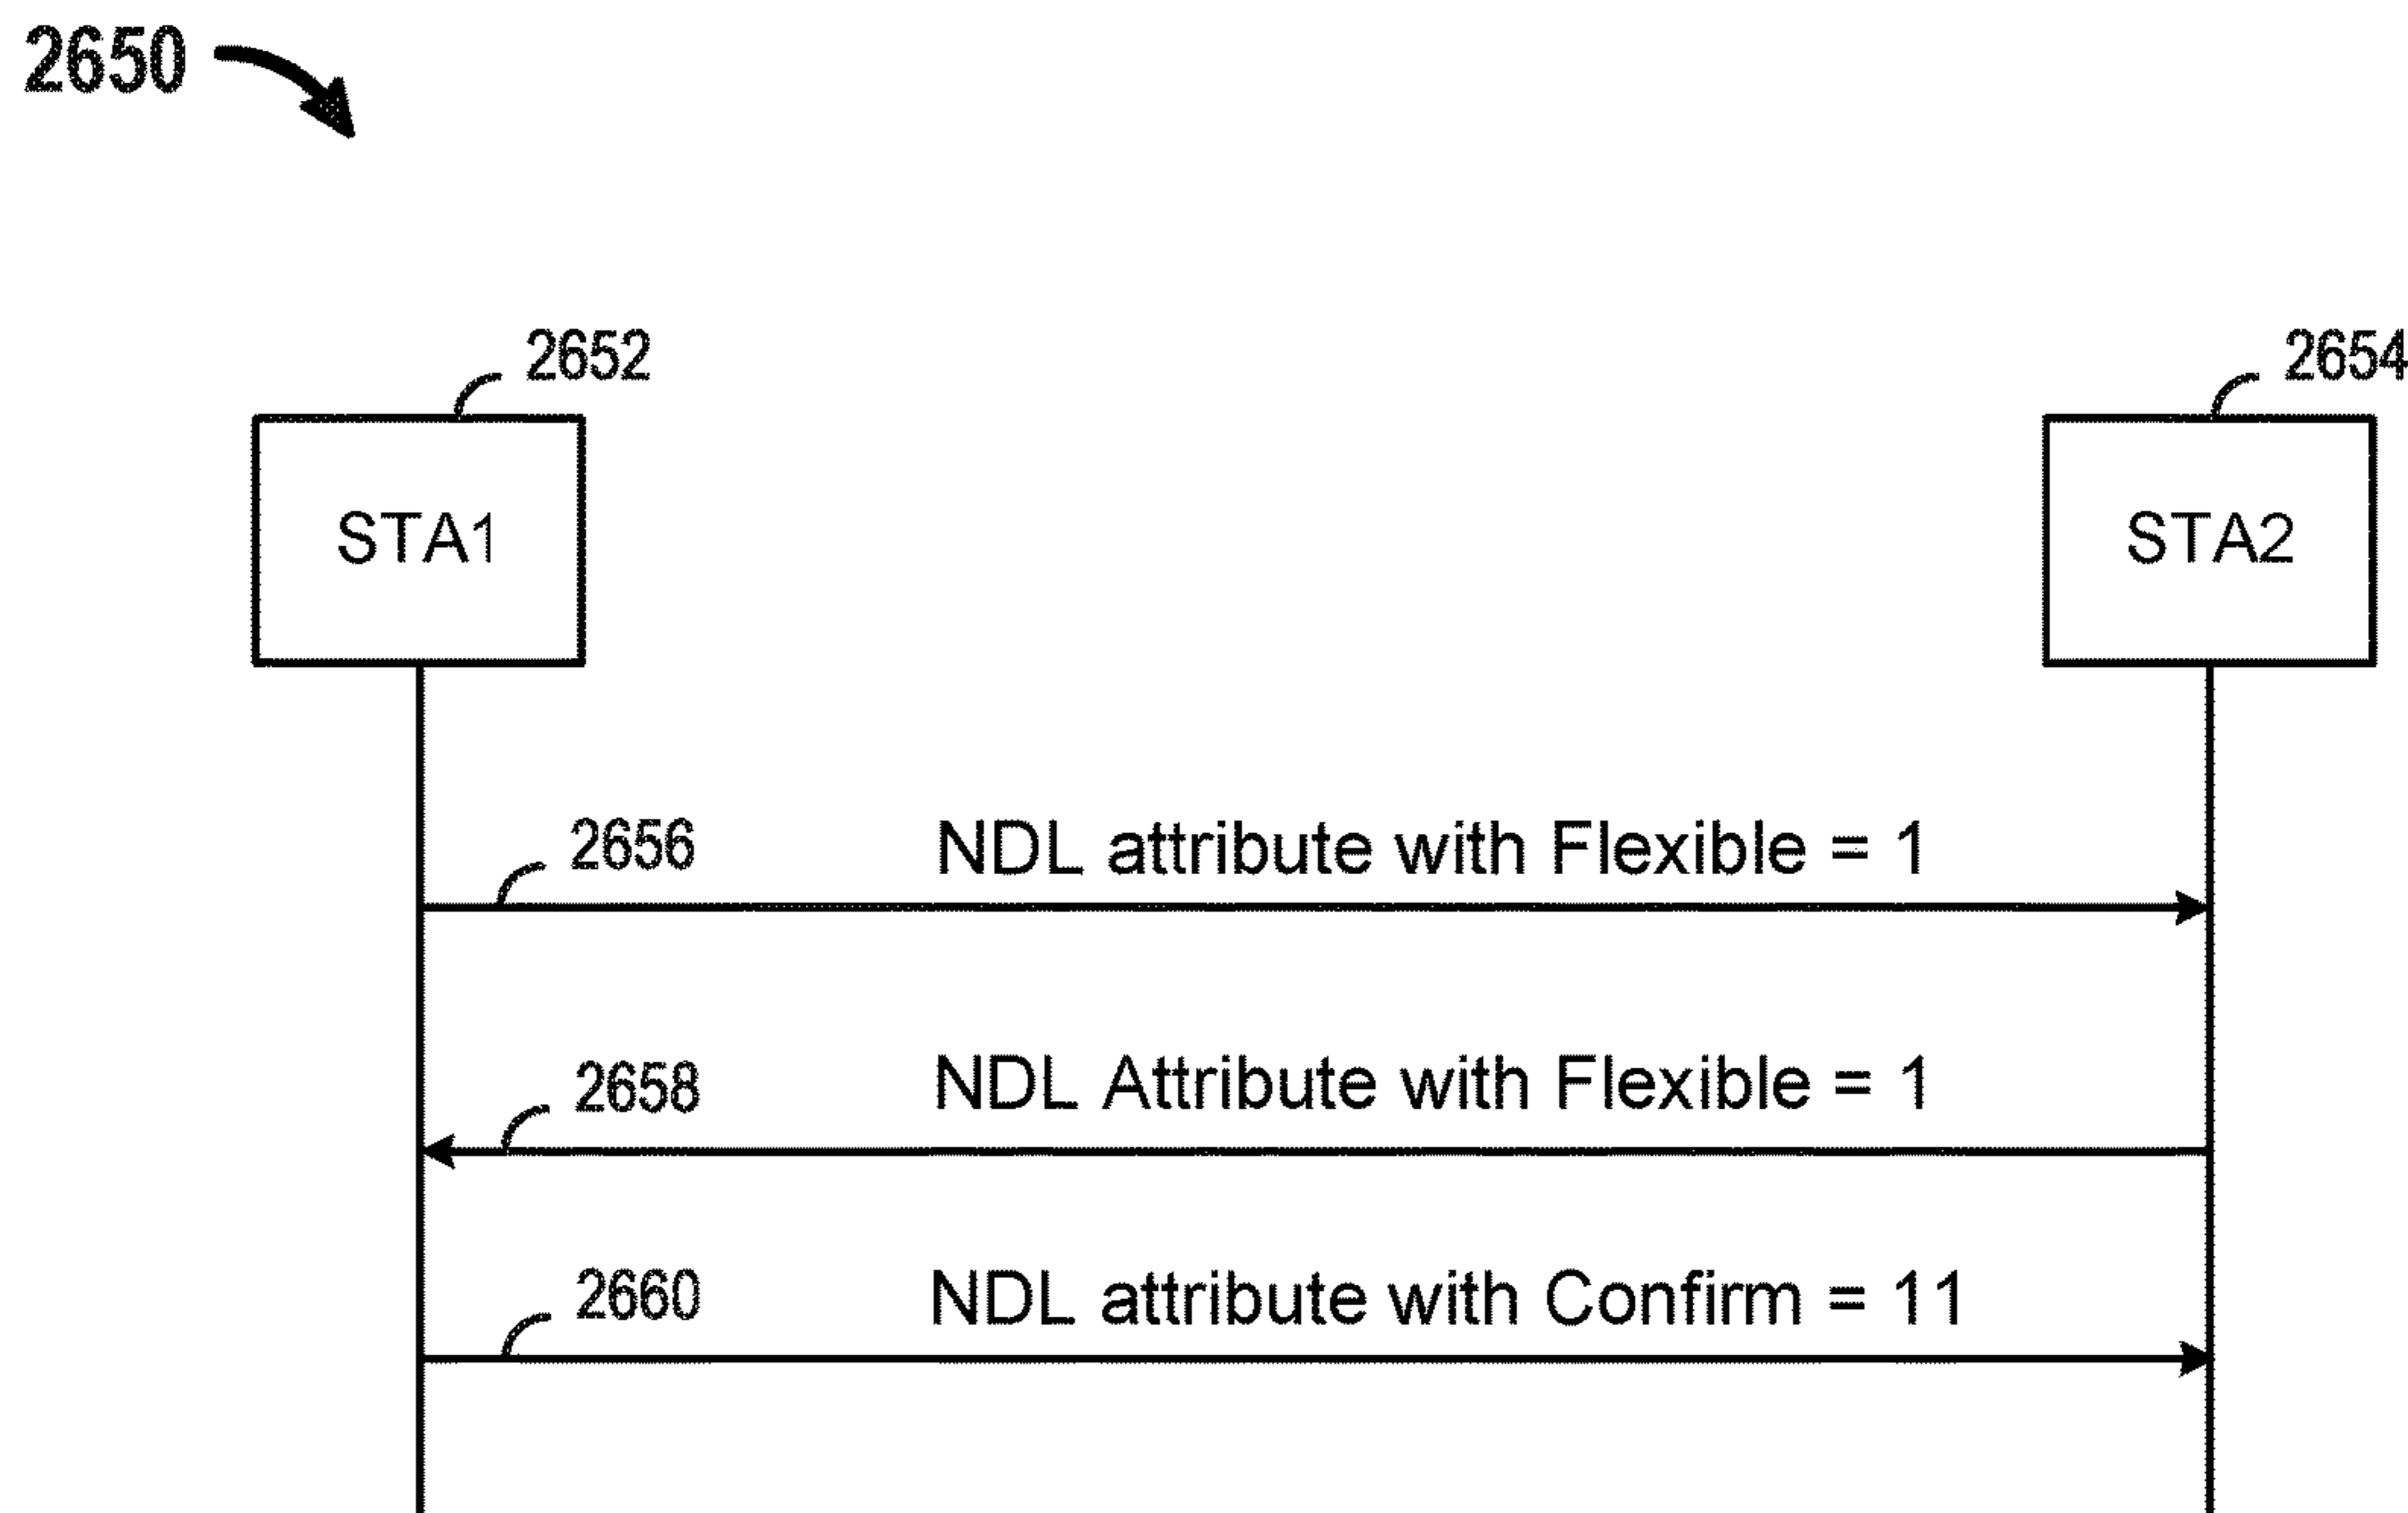 2650
2652
2654
STA1
STA2
2656
NDL attribute with Flexible = 1
2658
NDL Attribute with Flexible = 1
2660
NDL attribute with Confirm = 11